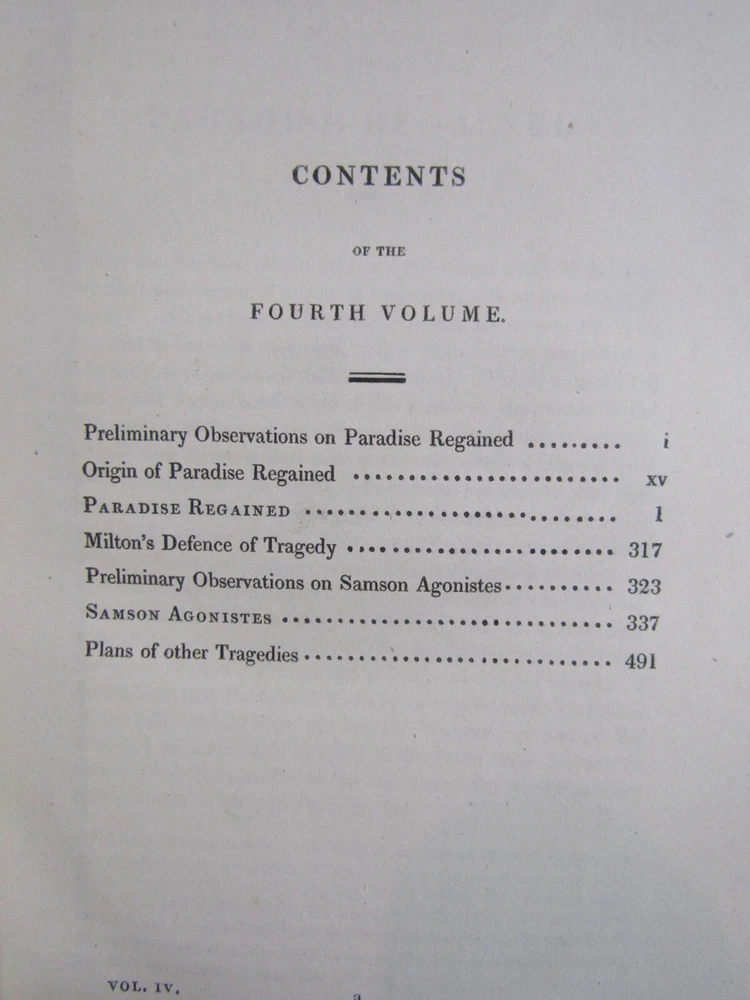 CONTENTS
OF THE
FOURTH VOLUME.
Preliminary Observations on Paradise Regained ......... i
Origin of Paradise Regained ........................ xv
PARADISE REGAINED ............................ 1
Milton's Defence of Tragedy ........................ 317
Preliminary Observations on Samson Agonistes.......... 323
SAMSON AGONISTES .............................. 337
Plans of other Tragedies............................ 491
VOL. IV.
a